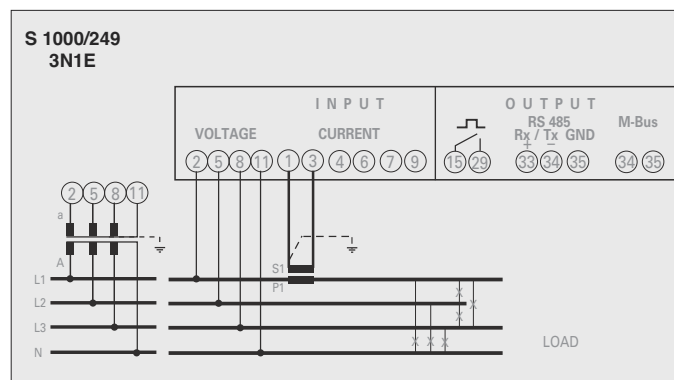 S 1000/249
3N1E
INPUT
OUTPUT
VOLTAGE
CURRENT
RS 485
Rx / Tx GND
+ −
M-Bus
2 5 8 11 1 3 4 6 7 9 15 29 33 34 35 34 35
2 5 8 11
a
A
S1
P1
L1
L2
L3
N
LOAD